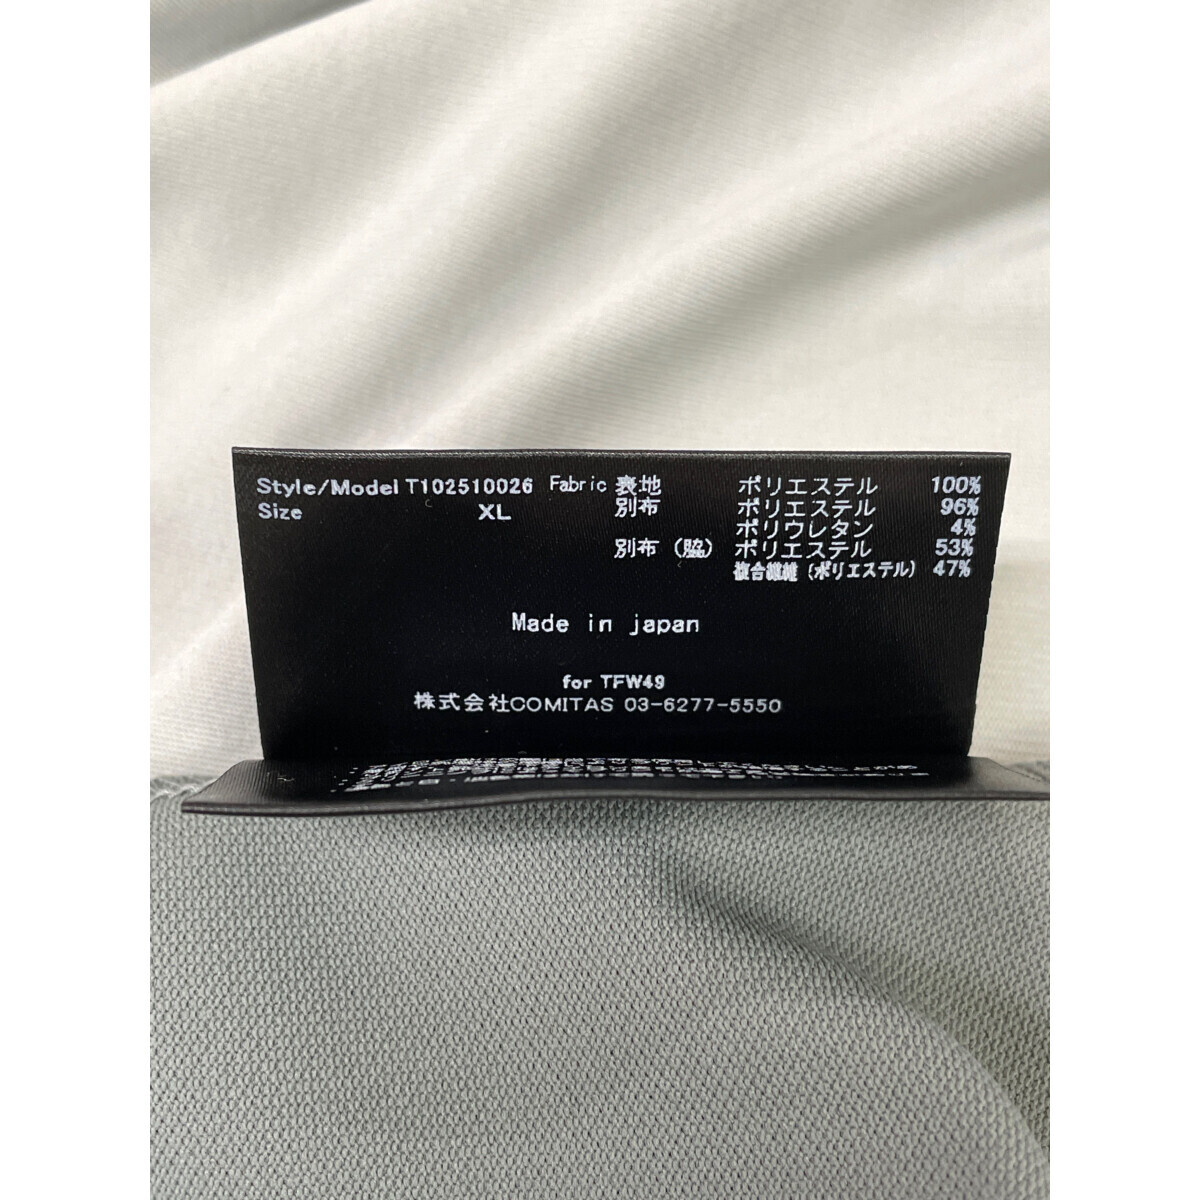 Style/Model T102510026 Fabric 表地 ポリエステル 100%
Size XL 別布 ポリエステル 96%
ポリウレタン 4%
別布 (脇) ポリエステル 53%
複合繊維 (ポリエステル) 47%
Made in japan
for TFW49
株式会社COMITAS 03-6277-5550